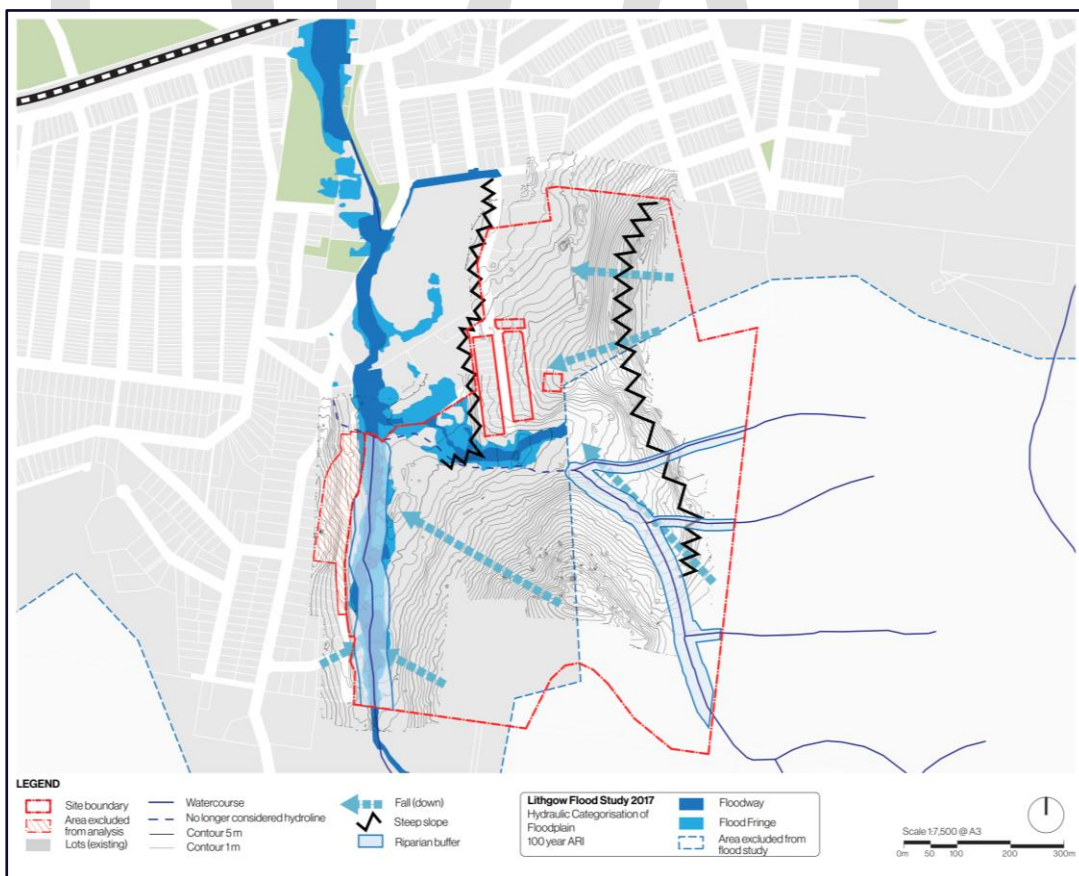 LEGEND
Site boundary
Area excluded
from analysis
Lots (existing)
Watercourse
No longer considered hydroline
Contour 5 m
Contour 1 m
Fall (down)
Steep slope
Riparian buffer
Lithgow Flood Study 2017
Hydraulic Categorisation of
Floodplain
100 year ARI
Floodway
Flood Fringe
Area excluded from
flood study
Scale 1:7,500 @ A3
0m 50 100 200 300m